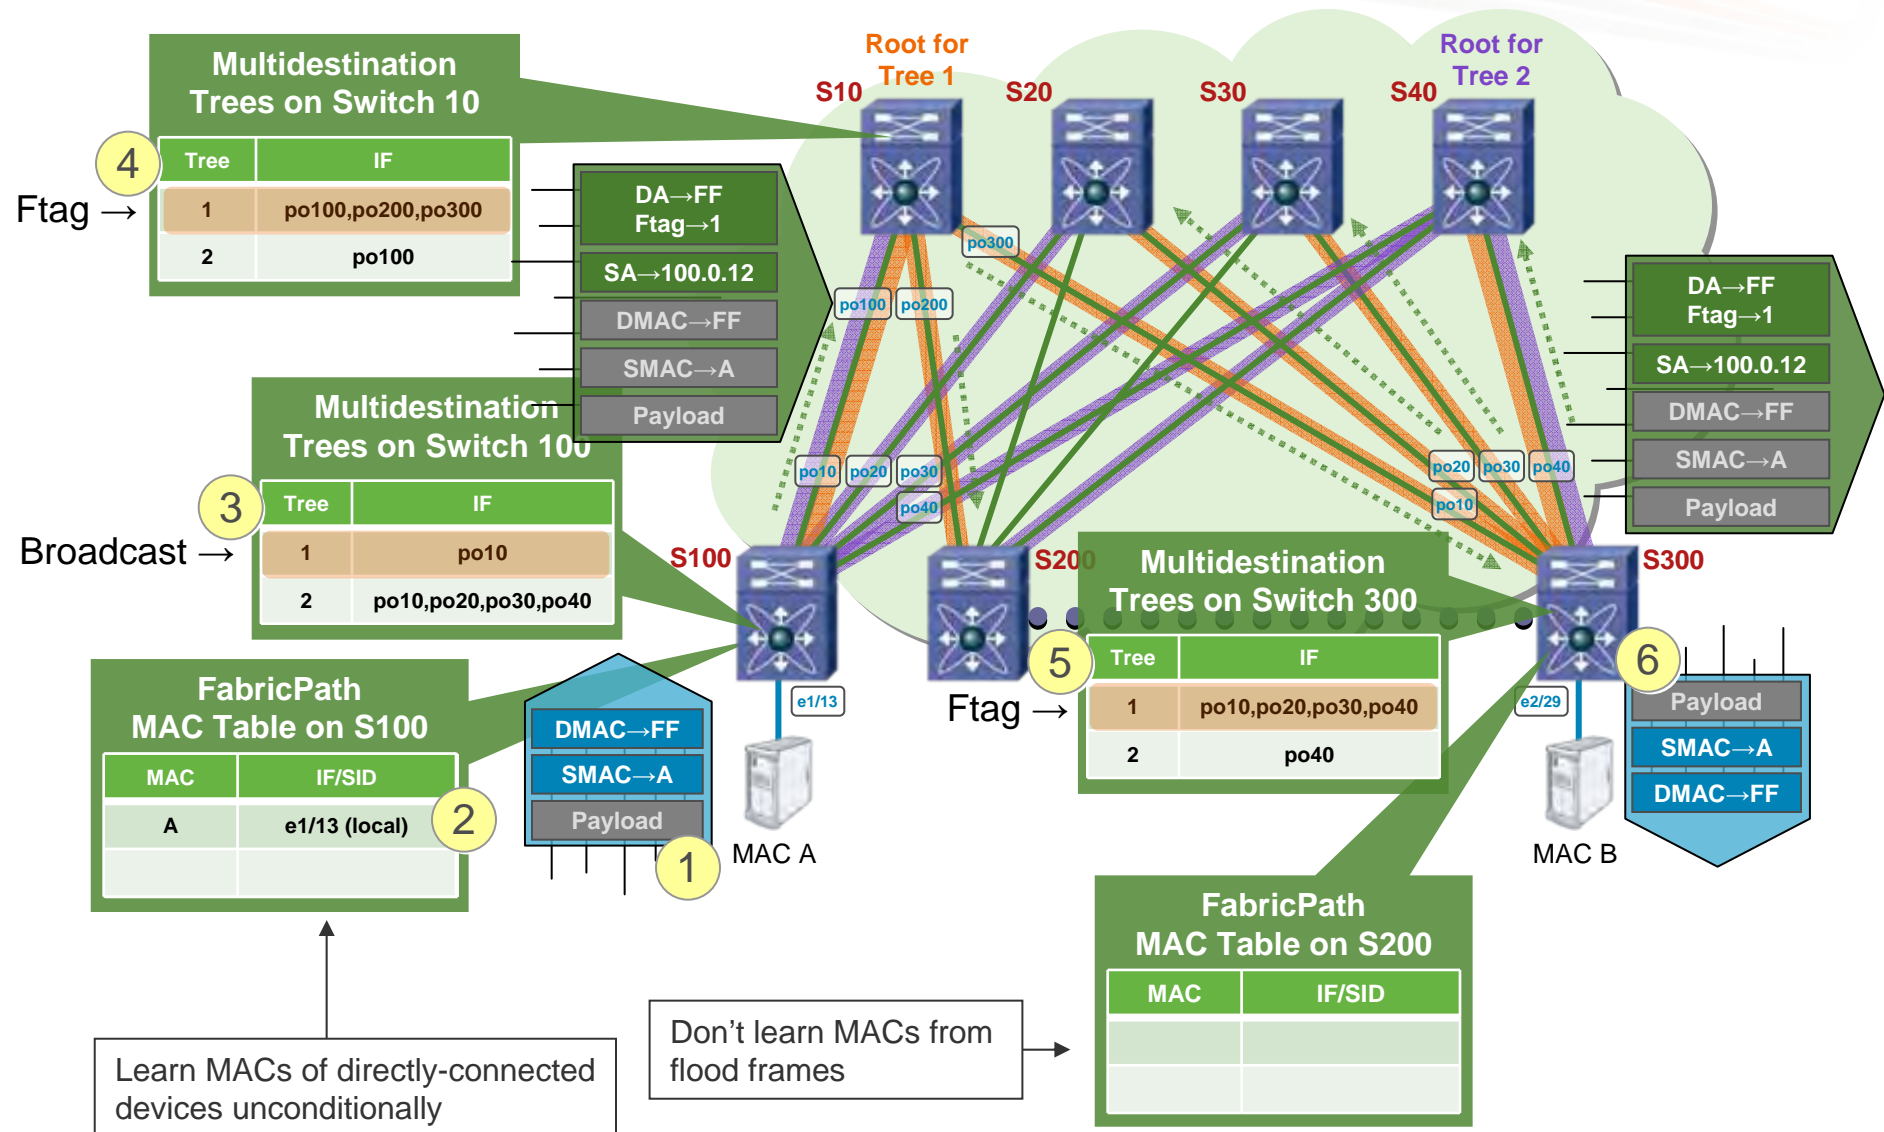 Root for
Tree 1
Root for
Tree 2
Multidestination
Trees on Switch 10
S10
S20
S30
S40
4
Tree IF
Ftag →
1 po100,po200,po300
2 po100
DA→FF
Ftag→1
SA→100.0.12
DMAC→FF
SMAC→A
Payload
po300
po100
po200
DA→FF
Ftag→1
SA→100.0.12
DMAC→FF
SMAC→A
Payload
Multidestination
Trees on Switch 100
3
Tree IF
Broadcast →
1 po10
2 po10,po20,po30,po40
po10
po20
po30
po40
po20
po30
po40
po10
S100
S200
S300
Multidestination
Trees on Switch 300
5
Tree IF
Ftag →
1 po10,po20,po30,po40
2 po40
6
FabricPath
MAC Table on S100
MAC IF/SID
A e1/13 (local)
2
DMAC→FF
SMAC→A
Payload
1
e1/13
MAC A
e2/29
MAC B
Payload
SMAC→A
DMAC→FF
FabricPath
MAC Table on S200
MAC IF/SID
Learn MACs of directly-connected
devices unconditionally
Don’t learn MACs from
flood frames